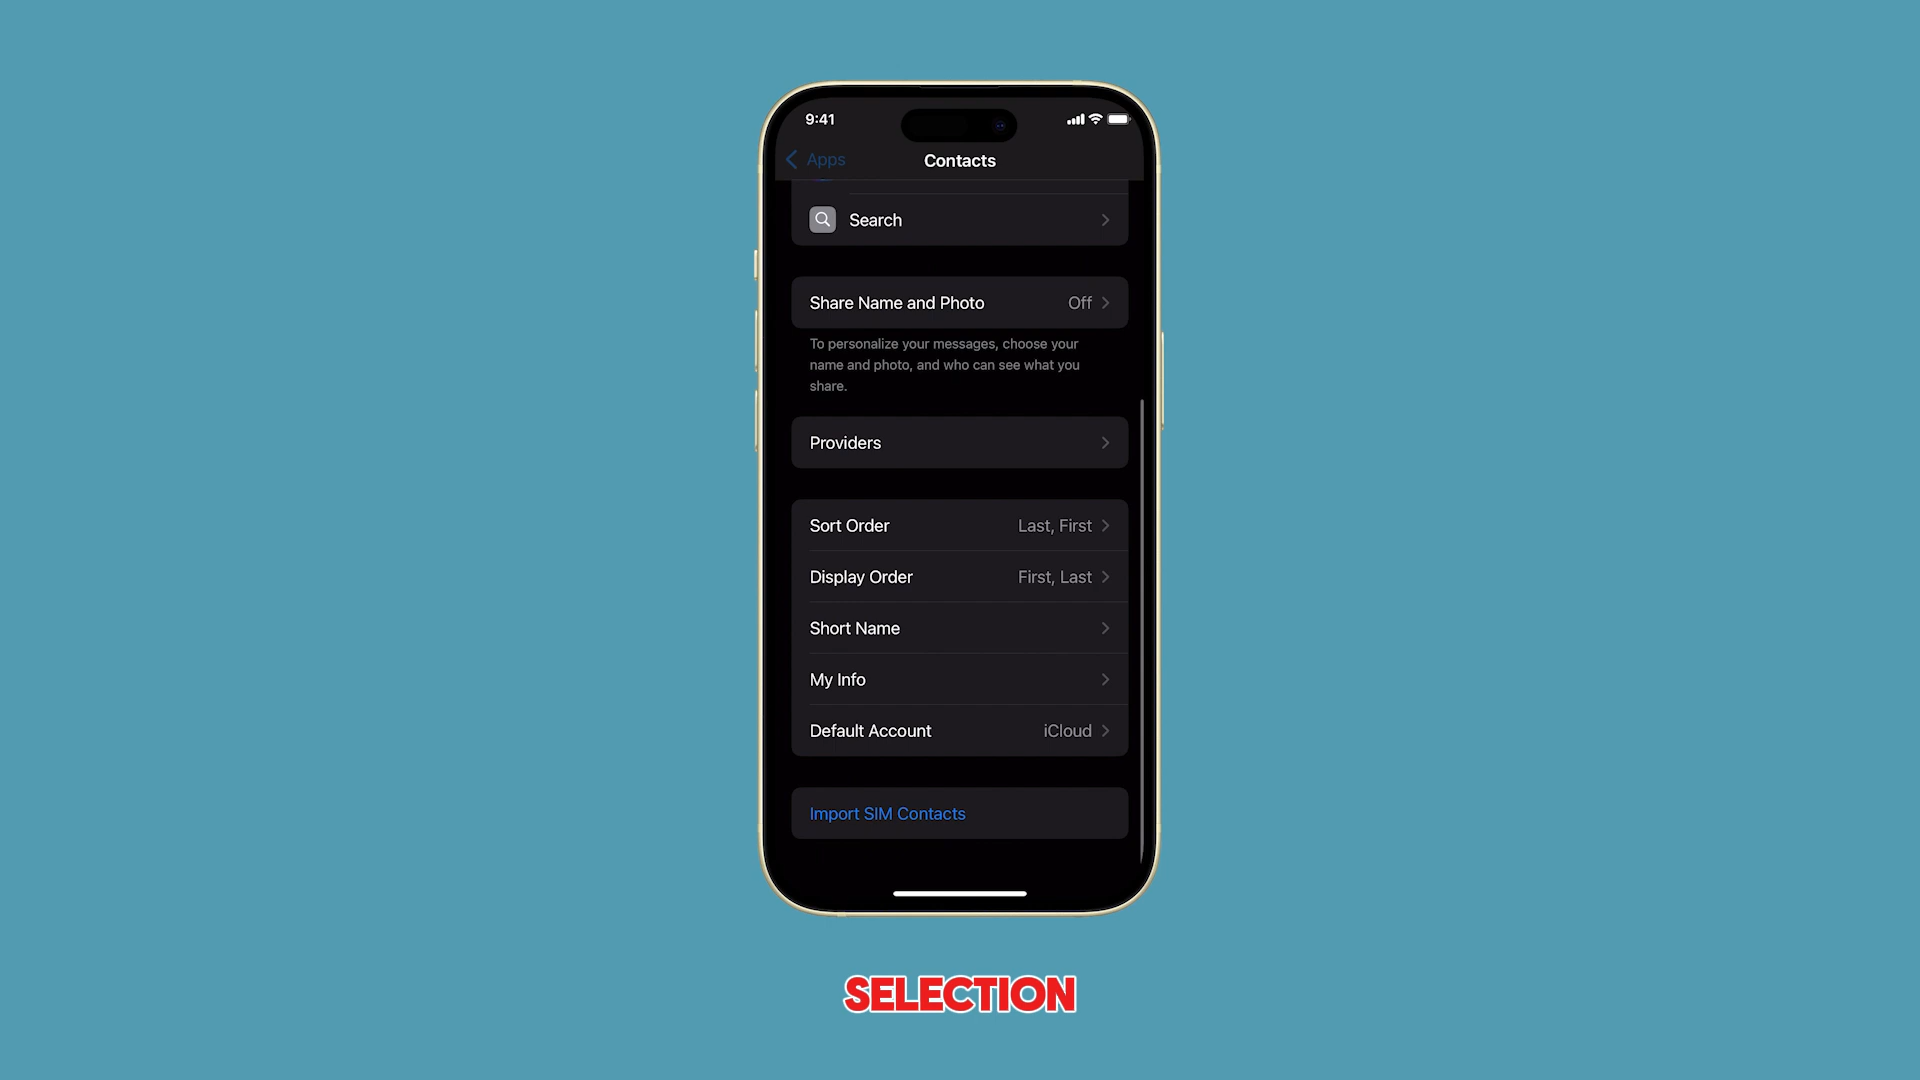 9:41
Apps
Contacts
Search
Share Name and Photo
Off
To personalize your messages, choose your
name and photo, and who can see what you
share.
Providers
Sort Order
Last, First
Display Order
First, Last
Short Name
My Info
Default Account
iCloud
Import SIM Contacts
SELECTION